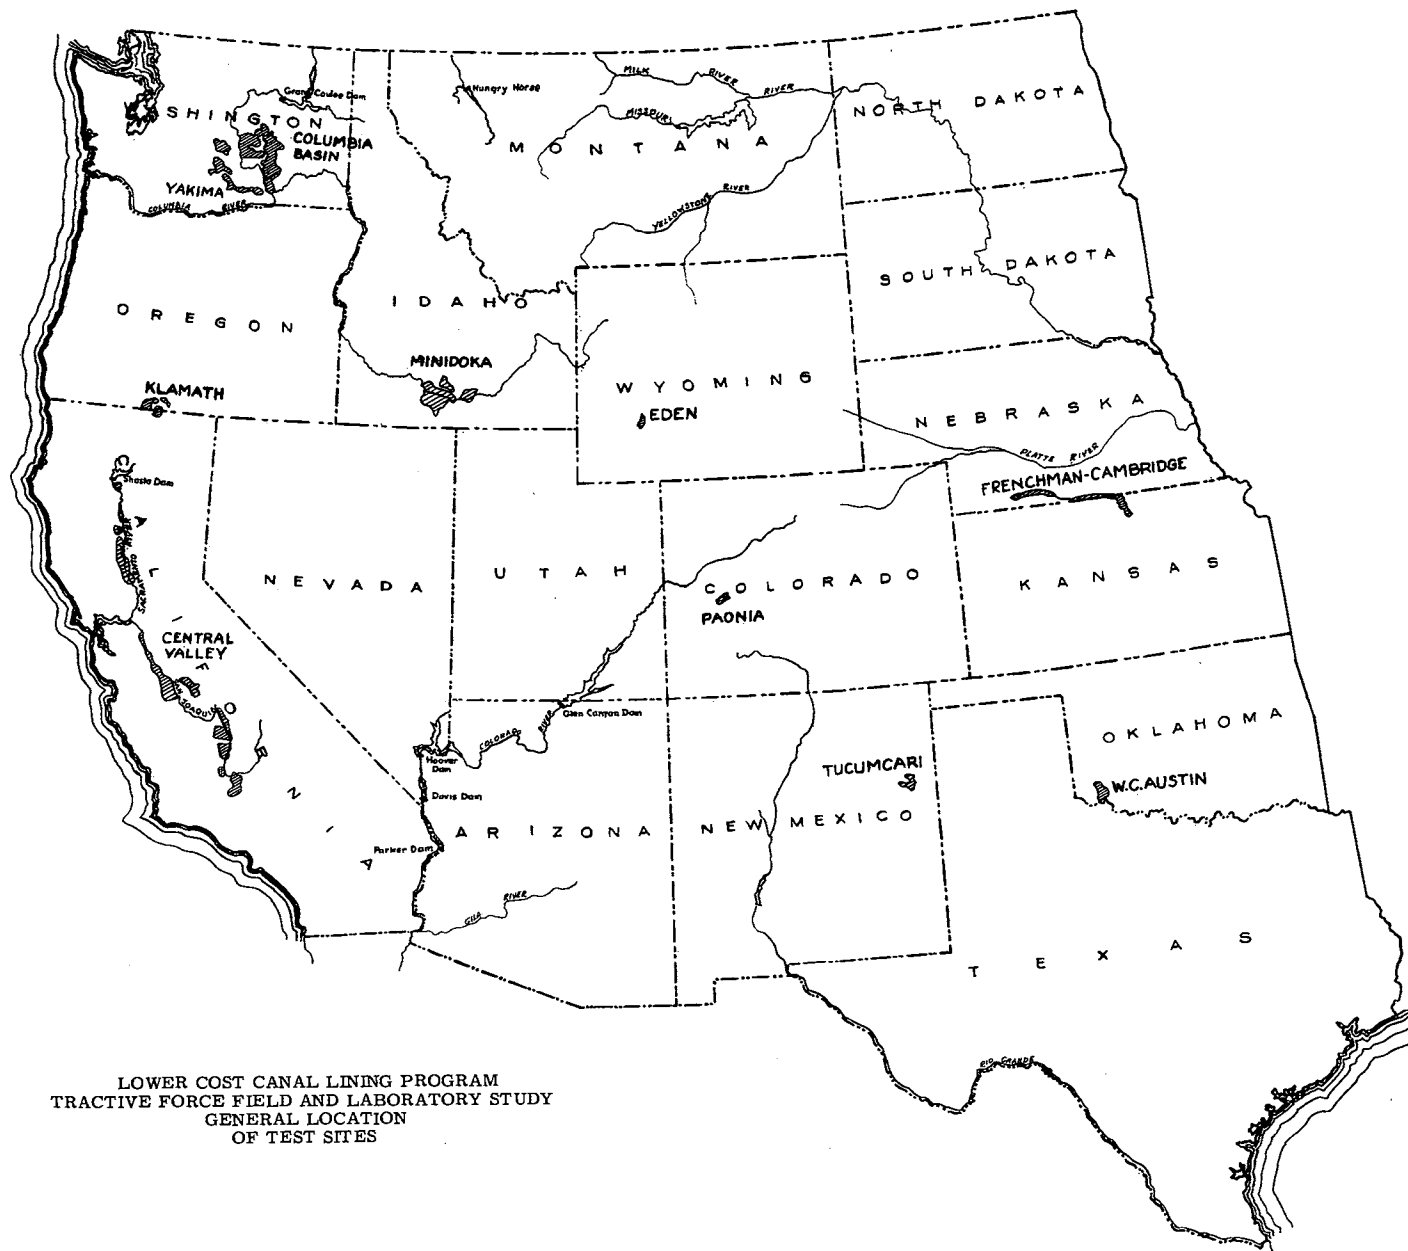 MILK RIVER
RIVER
Hungry Horse
Grand Coulee Dam
NORTH DAKOTA
SHINGTON
MISSOURI
MONTANA
COLUMBIA
BASIN
YAKIMA
COLUMBIA RIVER
YELLOWSTONE RIVER
SOUTH DAKOTA
IDAHO
OREGON
MINIDOKA
WYOMING
KLAMATH
EDEN
NEBRASKA
PLATTE RIVER
FRENCHMAN-CAMBRIDGE
Shasta Dam
SACRAMENTO RIVER
NEVADA
UTAH
COLORADO
KANSAS
PAONIA
CENTRAL
VALLEY
CALIFORNIA
JOAQUIN
Glen Canyon Dam
COLORADO RIVER
OKLAHOMA
Hoover
Dam
TUCUMCARI
W.C. AUSTIN
Davis Dam
ARIZONA
NEW MEXICO
Parker Dam
GILA RIVER
TEXAS
RIO GRANDE
LOWER COST CANAL LINING PROGRAM
TRACTIVE FORCE FIELD AND LABORATORY STUDY
GENERAL LOCATION
OF TEST SITES